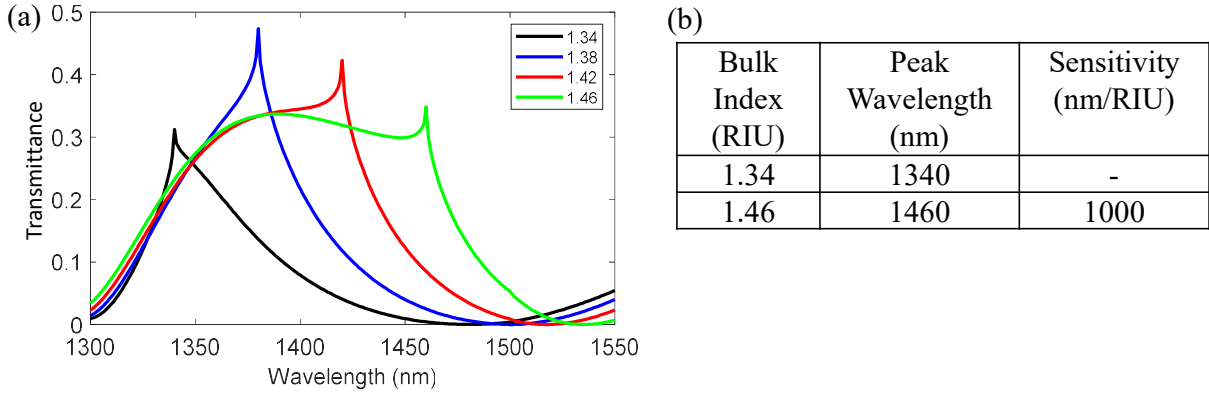 (a)
0.5
0.4
0.3
0.2
0.1
0
Transmittance
1300
1350
1400
1450
1500
1550
Wavelength (nm)
1.34
1.38
1.42
1.46
(b)
Bulk Index (RIU)
Peak Wavelength (nm)
Sensitivity (nm/RIU)
1.34 1340 -
1.46 1460 1000